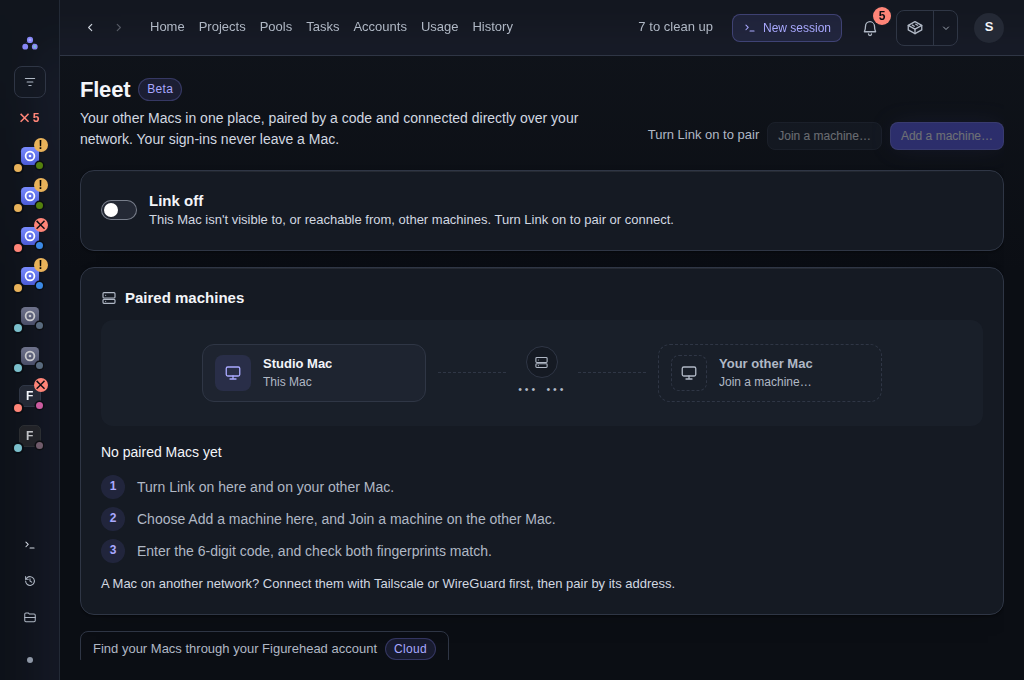 Home Projects Pools Tasks Accounts Usage History 7 to clean up New session 5 S
5
!
!
!
F
F
Fleet Beta
Your other Macs in one place, paired by a code and connected directly over your
network. Your sign-ins never leave a Mac.
Turn Link on to pair Join a machine… Add a machine…
Link off
This Mac isn't visible to, or reachable from, other machines. Turn Link on to pair or connect.
Paired machines
Studio Mac
This Mac
Your other Mac
Join a machine…
No paired Macs yet
1 Turn Link on here and on your other Mac.
2 Choose Add a machine here, and Join a machine on the other Mac.
3 Enter the 6-digit code, and check both fingerprints match.
A Mac on another network? Connect them with Tailscale or WireGuard first, then pair by its address.
Find your Macs through your Figurehead account Cloud